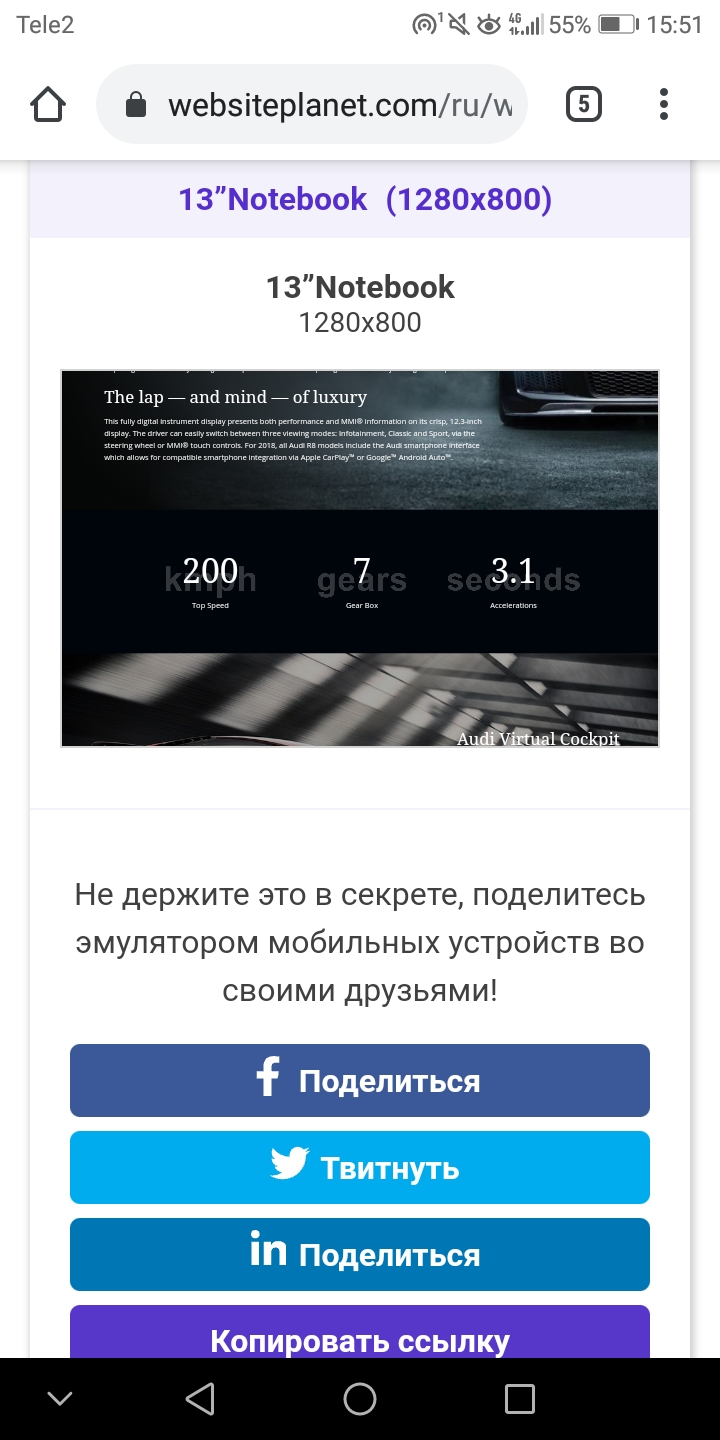 Tele2
1
4G
55%
15:51
websiteplanet.com/ru/w
5
13”Notebook (1280x800)
13”Notebook
1280x800
The lap — and mind — of luxury
This fully digital instrument display presents both performance and MMI® information on its crisp, 12.3-inch
display. The driver can easily switch between three viewing modes: Infotainment, Classic and Sport, via the
steering wheel or MMI® touch controls. For 2018, all Audi R8 models include the Audi smartphone interface
which allows for compatible smartphone integration via Apple CarPlay™ or Google™ Android Auto™.
kmph gears seconds
200 7 3.1
Top Speed Gear Box Accelerations
Audi Virtual Cockpit
Не держите это в секрете, поделитесь
эмулятором мобильных устройств во
своими друзьями!
Поделиться
Твитнуть
in Поделиться
Копировать ссылку